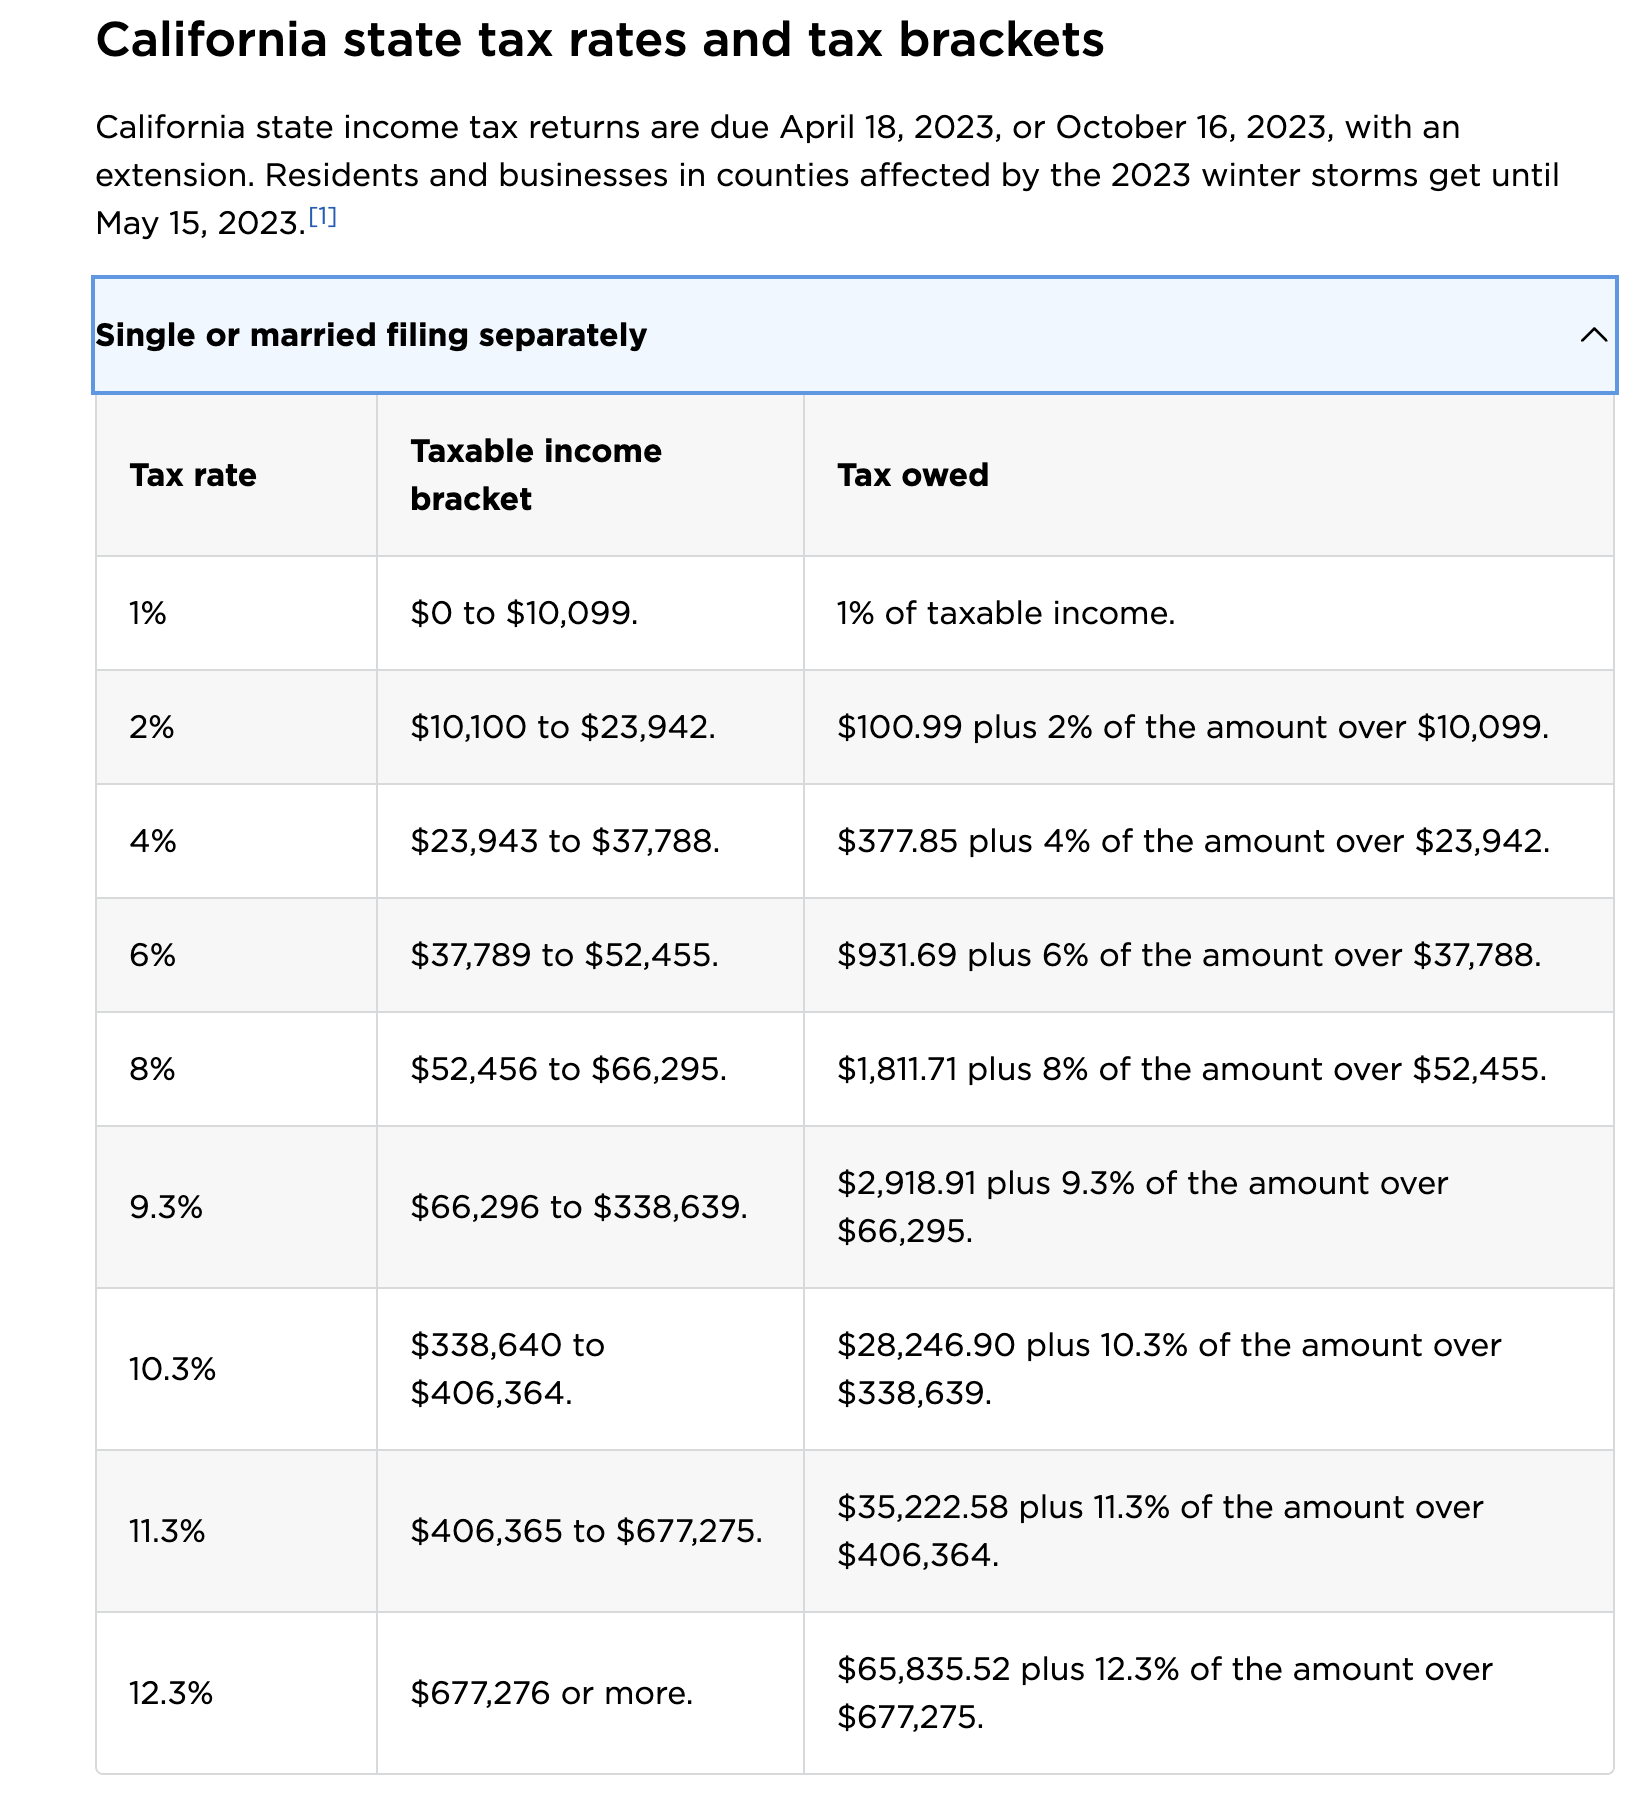 California state tax rates and tax brackets
California state income tax returns are due April 18, 2023, or October 16, 2023, with an
extension. Residents and businesses in counties affected by the 2023 winter storms get until
May 15, 2023.[1]
Single or married filing separately
Tax rate
Taxable income
bracket
Tax owed
1%
$0 to $10,099.
1% of taxable income.
2%
$10,100 to $23,942.
$100.99 plus 2% of the amount over $10,099.
4%
$23,943 to $37,788.
$377.85 plus 4% of the amount over $23,942.
6%
$37,789 to $52,455.
$931.69 plus 6% of the amount over $37,788.
8%
$52,456 to $66,295.
$1,811.71 plus 8% of the amount over $52,455.
9.3%
$66,296 to $338,639.
$2,918.91 plus 9.3% of the amount over
$66,295.
10.3%
$338,640 to
$406,364.
$28,246.90 plus 10.3% of the amount over
$338,639.
11.3%
$406,365 to $677,275.
$35,222.58 plus 11.3% of the amount over
$406,364.
12.3%
$677,276 or more.
$65,835.52 plus 12.3% of the amount over
$677,275.